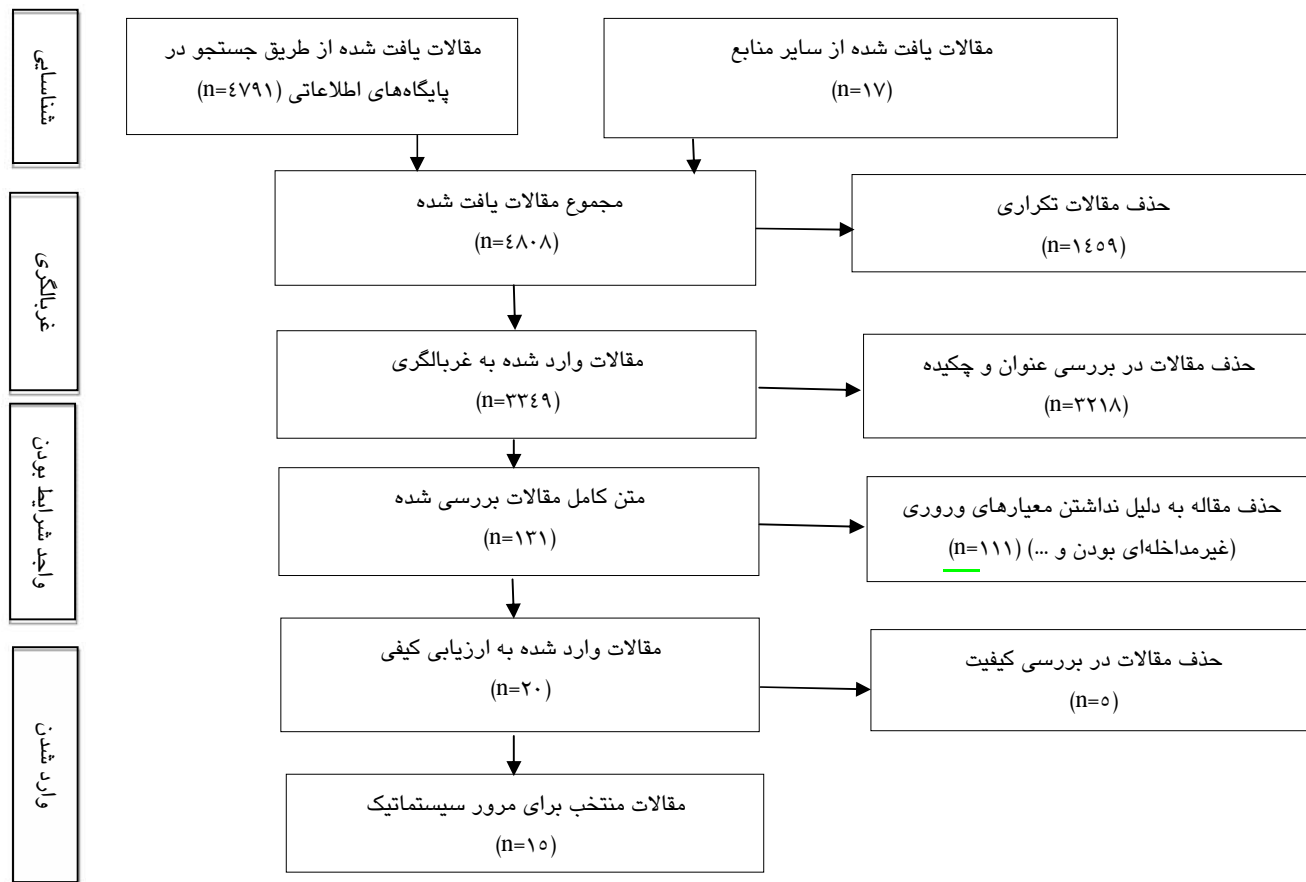 شناسایی
مقالات یافت شده از طریق جستجو در
پایگاه‌های اطلاعاتی (n=٤٧٩١)
مقالات یافت شده از سایر منابع
(n=١٧)
غربالگری
مجموع مقالات یافت شده
(n=٤٨٠٨)
حذف مقالات تکراری
(n=١٤٥٩)
مقالات وارد شده به غربالگری
(n=٣٣٤٩)
حذف مقالات در بررسی عنوان و چکیده
(n=٣٢١٨)
واجد شرایط بودن
متن کامل مقالات بررسی شده
(n=١٣١)
حذف مقاله به دلیل نداشتن معیارهای وروری
(غیرمداخله‌ای بودن و ...) (n=١١١)
وارد شدن
مقالات وارد شده به ارزیابی کیفی
(n=٢٠)
حذف مقالات در بررسی کیفیت
(n=٥)
مقالات منتخب برای مرور سیستماتیک
(n=١٥)